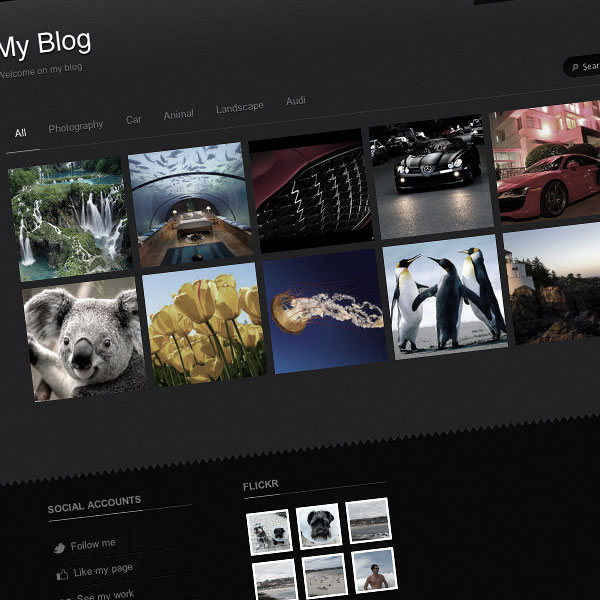 My Blog
Welcome on my blog
All Photography Car Animal Landscape Audi
SOCIAL ACCOUNTS
Follow me
Like my page
See my work
FLICKR